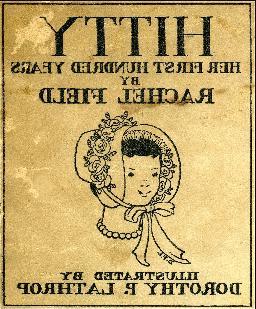 HITTY
HER FIRST HUNDRED YEARS
BY
RACHEL FIELD
ILLUSTRATED BY
DOROTHY P. LATHROP